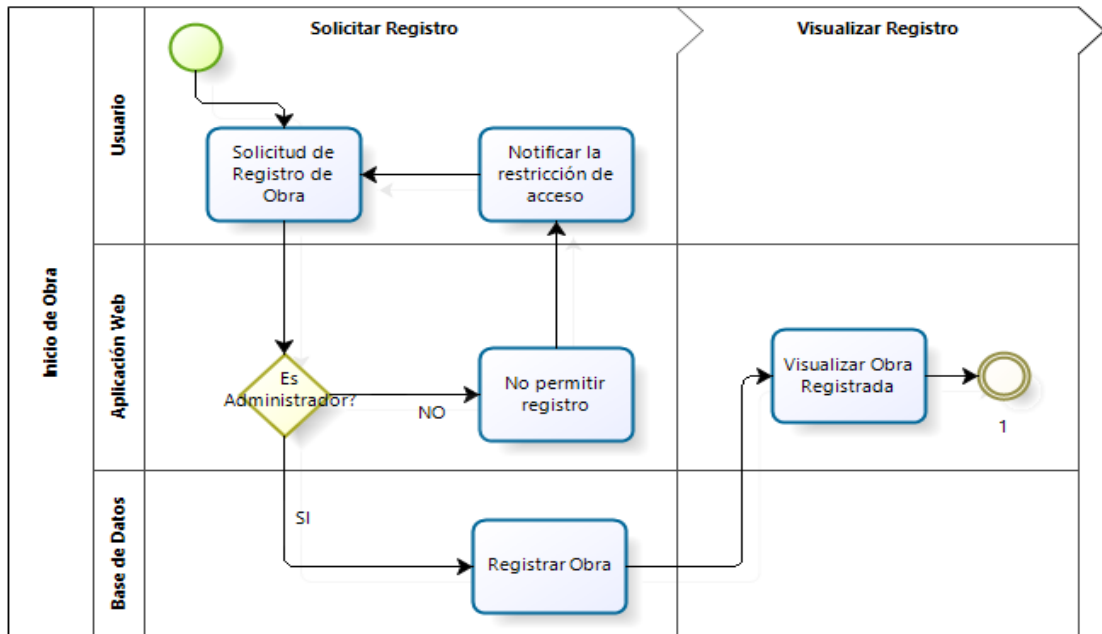 Solicitar Registro
Visualizar Registro
Inicio de Obra
Usuario
Solicitud de
Registro de
Obra
Notificar la
restricción de
acceso
Aplicación Web
Es
Administrador?
NO
No permitir
registro
Visualizar Obra
Registrada
1
Base de Datos
SI
Registrar Obra